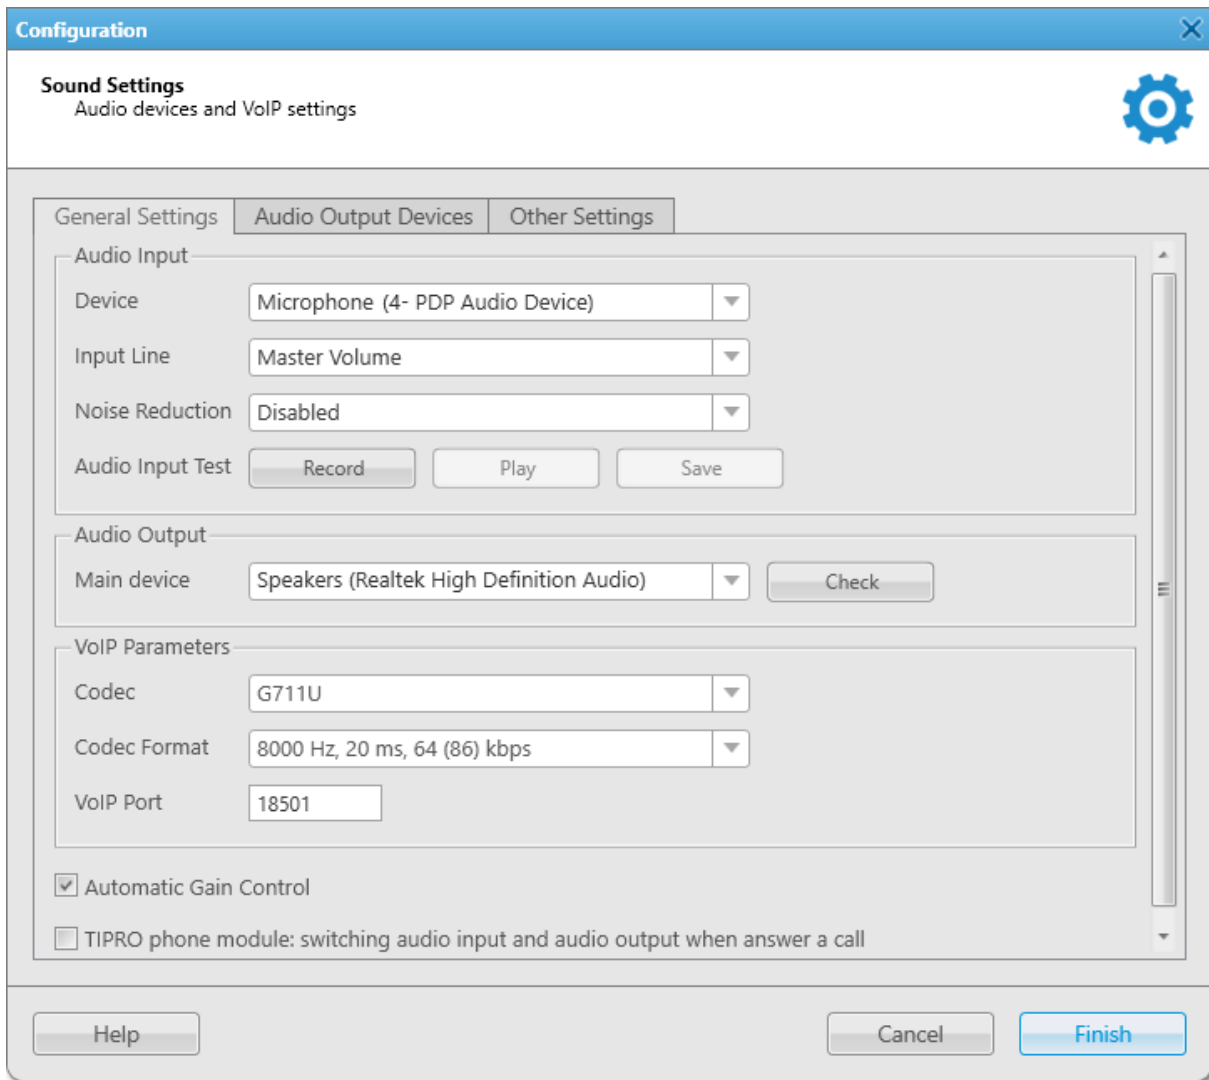 Configuration
Sound Settings
Audio devices and VoIP settings
General Settings Audio Output Devices Other Settings
Audio Input
Device Microphone (4- PDP Audio Device)
Input Line Master Volume
Noise Reduction Disabled
Audio Input Test Record Play Save
Audio Output
Main device Speakers (Realtek High Definition Audio) Check
VoIP Parameters
Codec G711U
Codec Format 8000 Hz, 20 ms, 64 (86) kbps
VoIP Port 18501
Automatic Gain Control
TIPRO phone module: switching audio input and audio output when answer a call
Help Cancel Finish